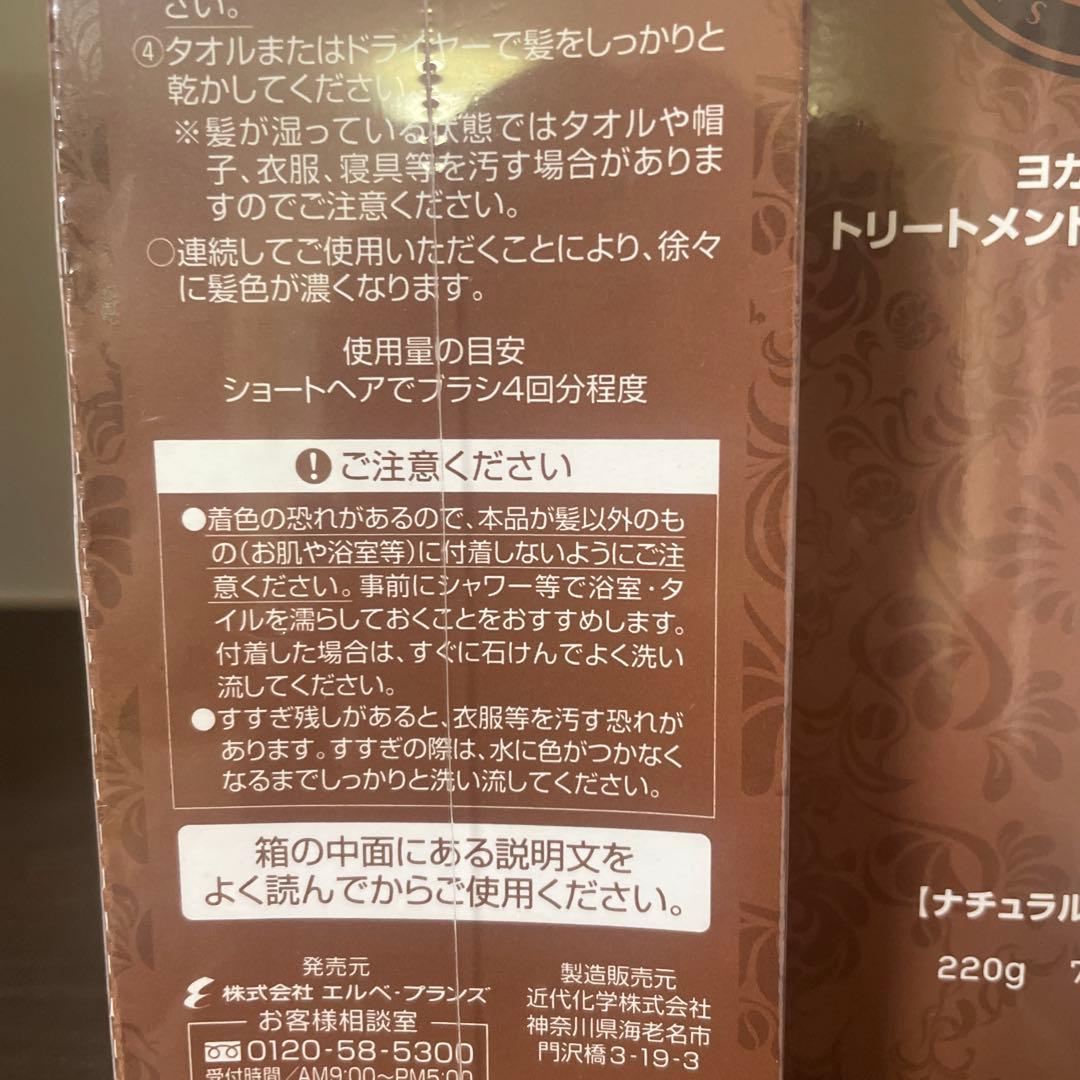 さい。
④タオルまたはドライヤーで髪をしっかりと
乾かしてください。
※髪が湿っている状態ではタオルや帽
子、衣服、寝具等を汚す場合がありま
すのでご注意ください。
○連続してご使用いただくことにより、徐々
に髪色が濃くなります。
使用量の目安
ショートヘアでブラシ4回分程度
!ご注意ください
●着色の恐れがあるので、本品が髪以外のも
の(お肌や浴室等)に付着しないようにご注
意ください。事前にシャワー等で浴室・タ
イルを濡らしておくことをおすすめします。
付着した場合は、すぐに石けんでよく洗い
流してください。
●すすぎ残しがあると、衣服等を汚す恐れが
あります。すすぎの際は、水に色がつかなく
なるまでしっかりと洗い流してください。
箱の中面にある説明文を
よく読んでからご使用ください。
発売元
株式会社 エルベ・プランズ
お客様相談室
0120-58-5300
受付時間/AM9:00~PM5:00
製造販売元
近代化学株式会社
神奈川県海老名市
門沢橋3-19-3
ヨカ
トリートメント
【ナチュラル
220g